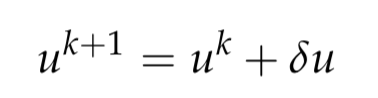 u^{k+1} = u^k + δu